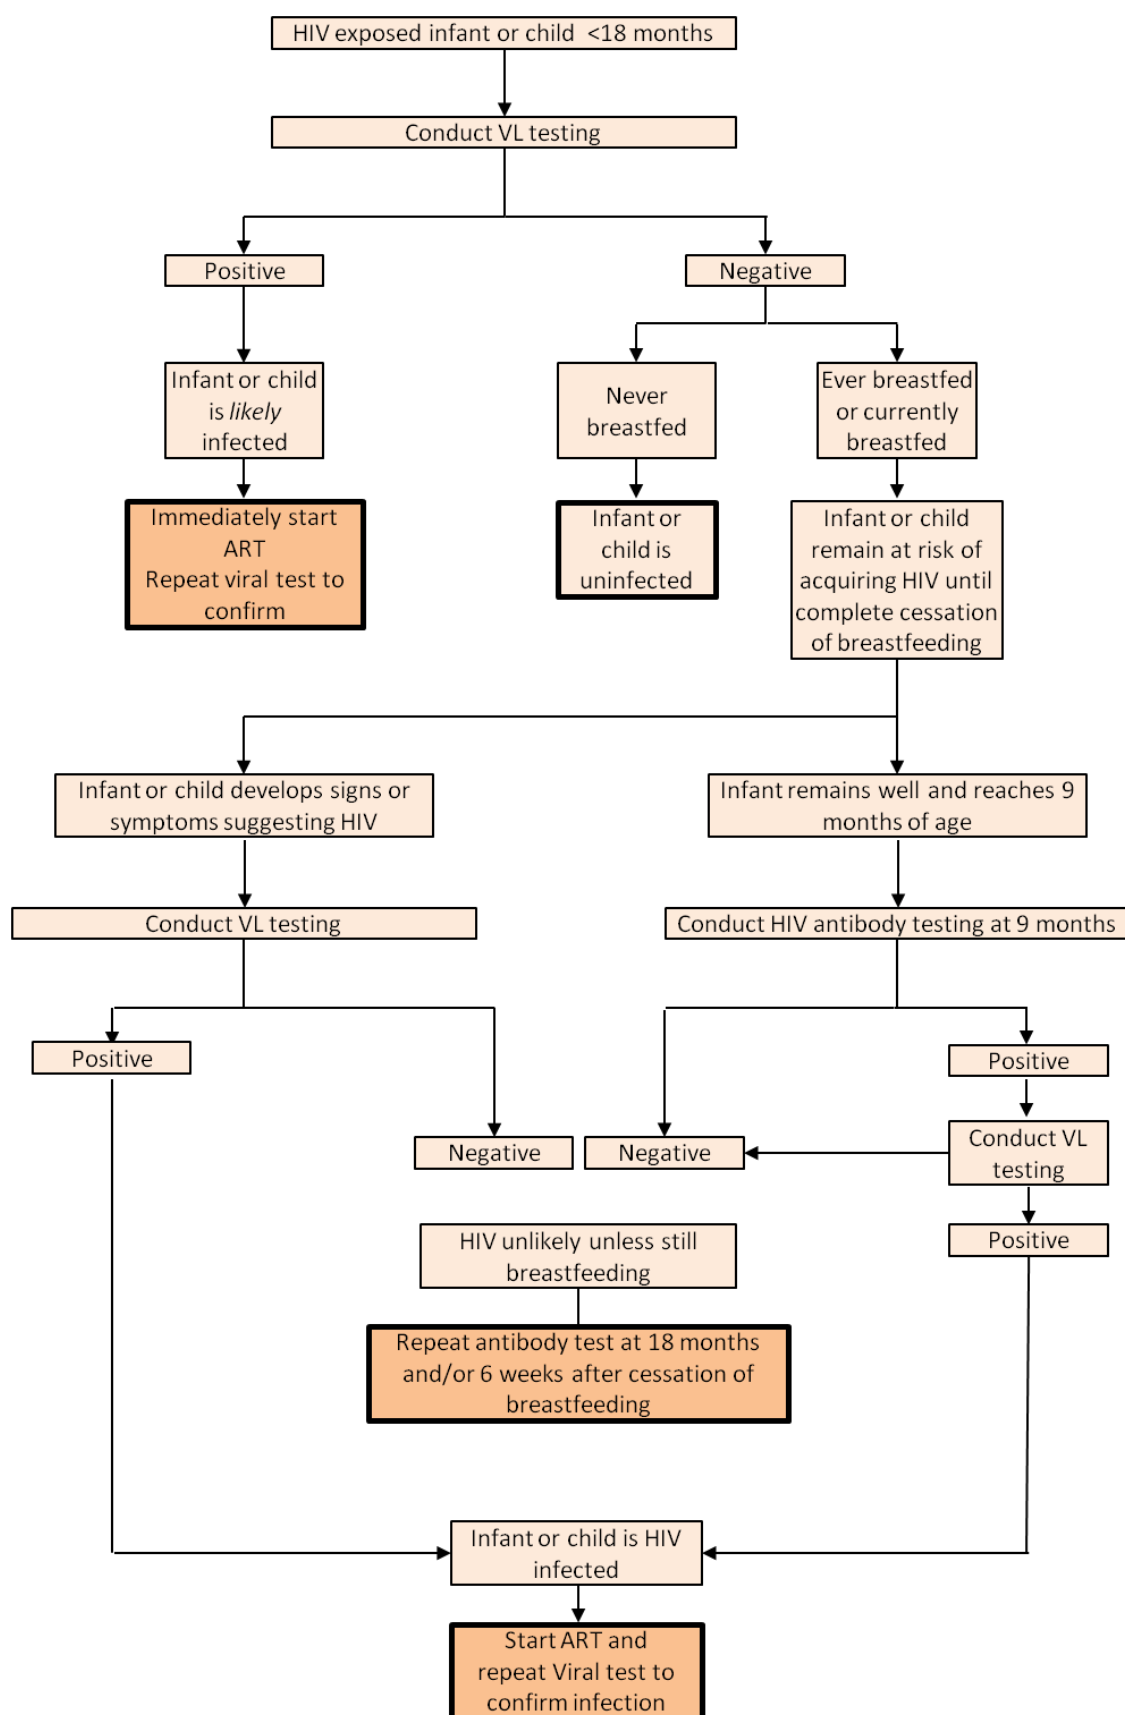 HIV exposed infant or child  <18 months
Conduct VL testing
Positive
Negative
Infant or child
is likely
infected
Never
breastfed
Ever breastfed
or currently
breastfed
Immediately start
ART
Repeat viral test to
confirm
Infant or
child is
uninfected
Infant or child
remain at risk of
acquiring HIV until
complete cessation
of breastfeeding
Infant or child develops signs or
symptoms suggesting HIV
Infant remains well and reaches 9
months of age
Conduct VL testing
Conduct HIV antibody testing at 9 months
Positive
Positive
Negative
Negative
Conduct VL
testing
Positive
HIV unlikely unless still
breastfeeding
Repeat antibody test at 18 months
and/or 6 weeks after cessation of
breastfeeding
Infant or child is HIV
infected
Start ART and
repeat Viral test to
confirm infection